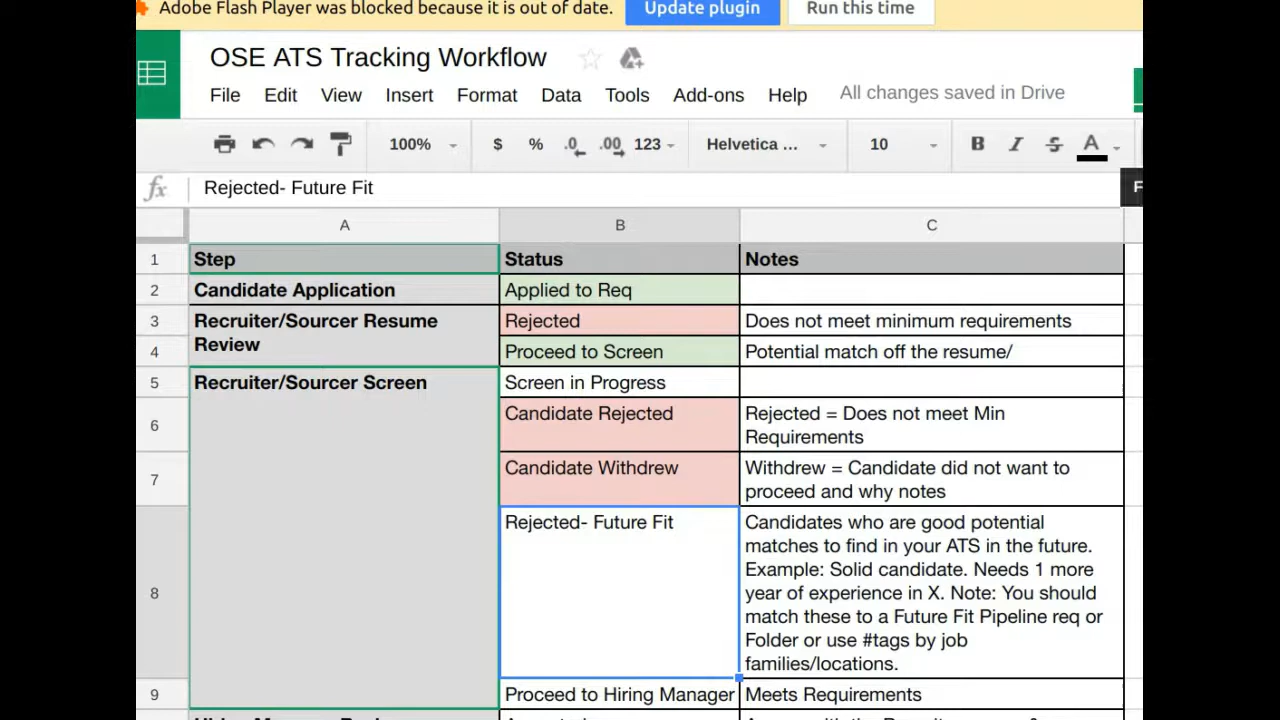 Adobe Flash Player was blocked because it is out of date. Update plugin Run this time
OSE ATS Tracking Workflow
File Edit View Insert Format Data Tools Add-ons Help All changes saved in Drive
100% $ % .0 .00 123 Helvetica ... 10 B I S A
fx Rejected- Future Fit F
A B C
1 Step Status Notes
2 Candidate Application Applied to Req
3 Recruiter/Sourcer Resume Rejected Does not meet minimum requirements
Review
4 Proceed to Screen Potential match off the resume/
5 Recruiter/Sourcer Screen Screen in Progress
6 Candidate Rejected Rejected = Does not meet Min
Requirements
7 Candidate Withdrew Withdrew = Candidate did not want to
proceed and why notes
8 Rejected- Future Fit Candidates who are good potential
matches to find in your ATS in the future.
Example: Solid candidate. Needs 1 more
year of experience in X. Note: You should
match these to a Future Fit Pipeline req or
Folder or use #tags by job
families/locations.
9 Proceed to Hiring Manager Meets Requirements